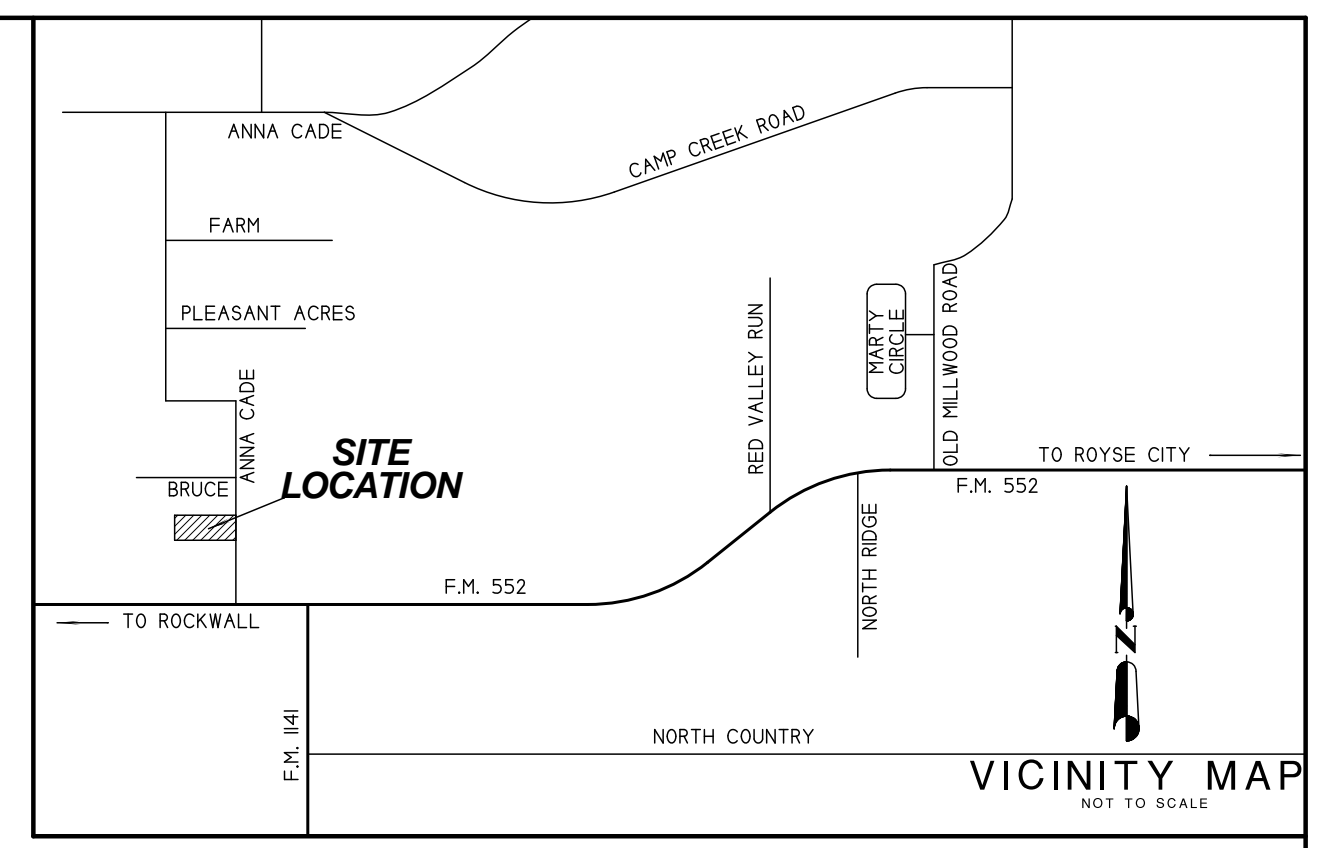 ANNA CADE
CAMP CREEK ROAD
FARM
PLEASANT ACRES
ANNA CADE
SITE
LOCATION
BRUCE
RED VALLEY RUN
MARTY
CIRCLE
OLD MILLWOOD ROAD
TO ROYSE CITY
F.M. 552
NORTH RIDGE
F.M. 552
TO ROCKWALL
F.M. 1141
N
NORTH COUNTRY
VICINITY MAP
NOT TO SCALE